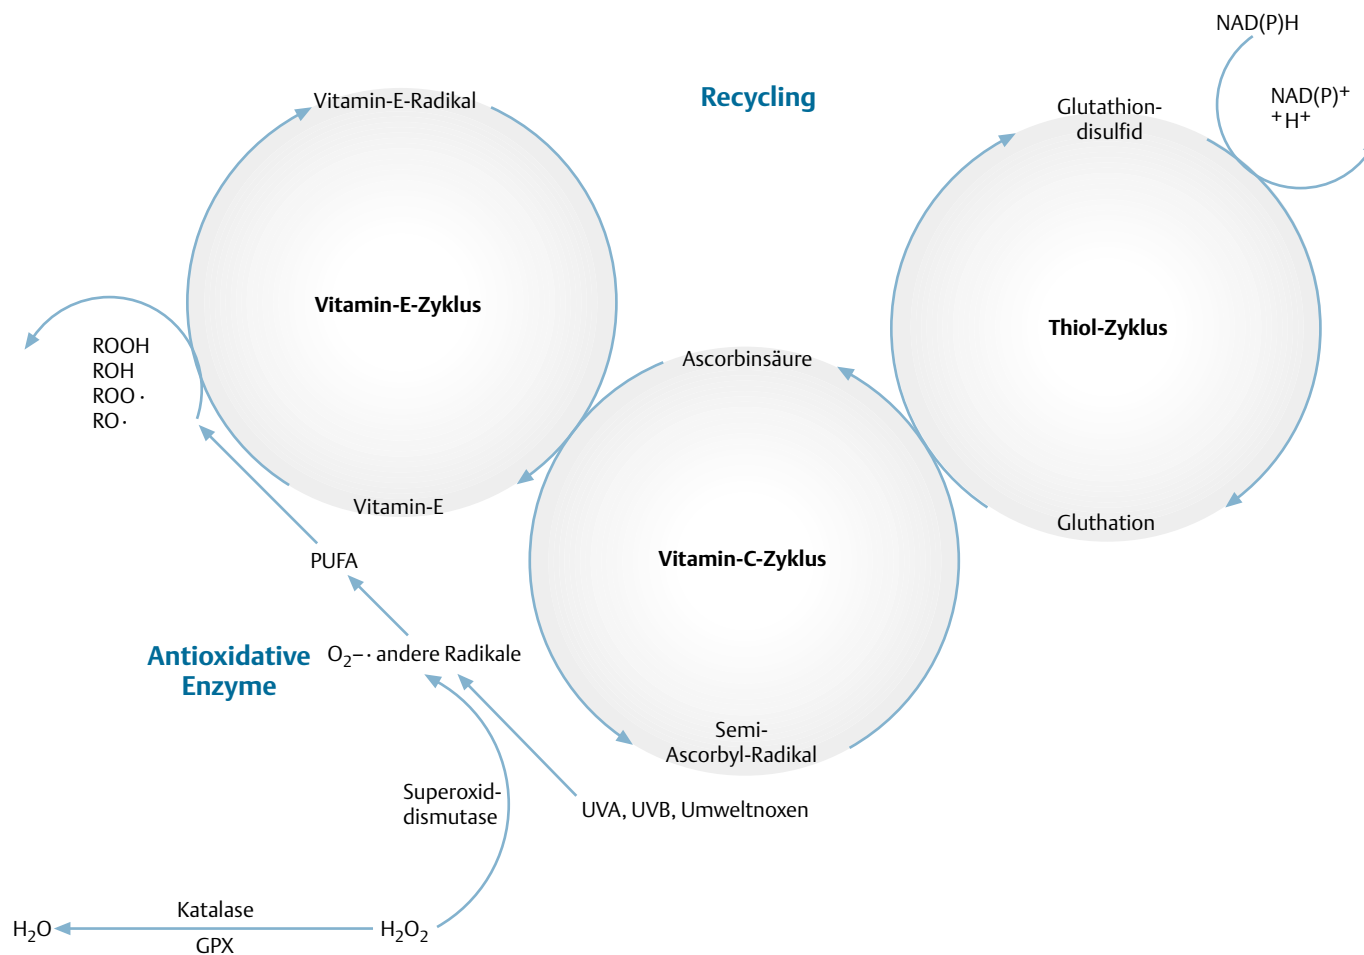 NAD(P)H
Recycling
Vitamin-E-Radikal
Glutathion-
disulfid
NAD(P)⁺
⁺H⁺
Vitamin-E-Zyklus
Thiol-Zyklus
ROOH
ROH
ROO·
RO·
Ascorbinsäure
Vitamin-E
Gluthation
PUFA
Vitamin-C-Zyklus
Antioxidative
Enzyme
O₂–· andere Radikale
Semi-
Ascorbyl-Radikal
Superoxid-
dismutase
UVA, UVB, Umweltnoxen
Katalase
H₂O
H₂O₂
GPX